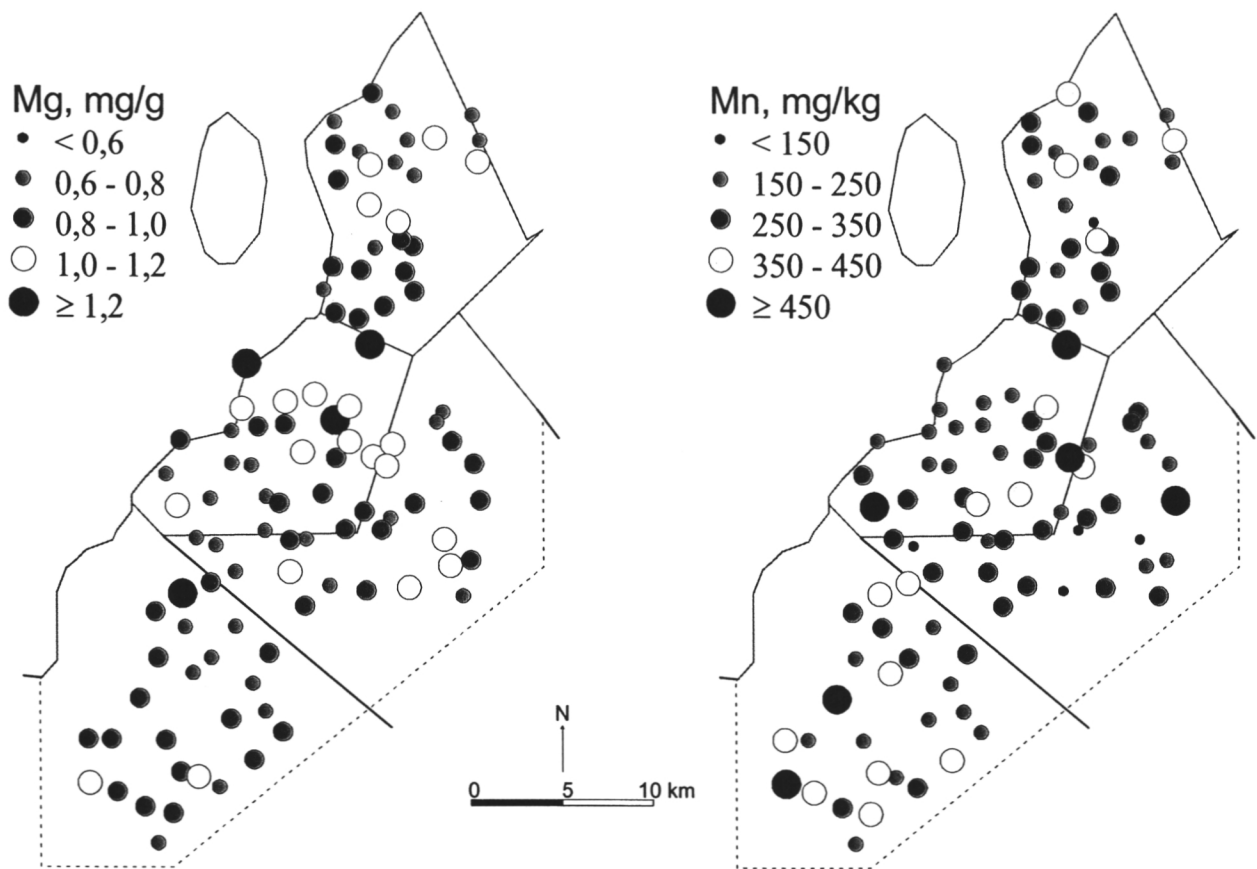 Mg, mg/g
< 0,6
0,6 - 0,8
0,8 - 1,0
1,0 - 1,2
≥ 1,2
Mn, mg/kg
< 150
150 - 250
250 - 350
350 - 450
≥ 450
N
0 5 10 km